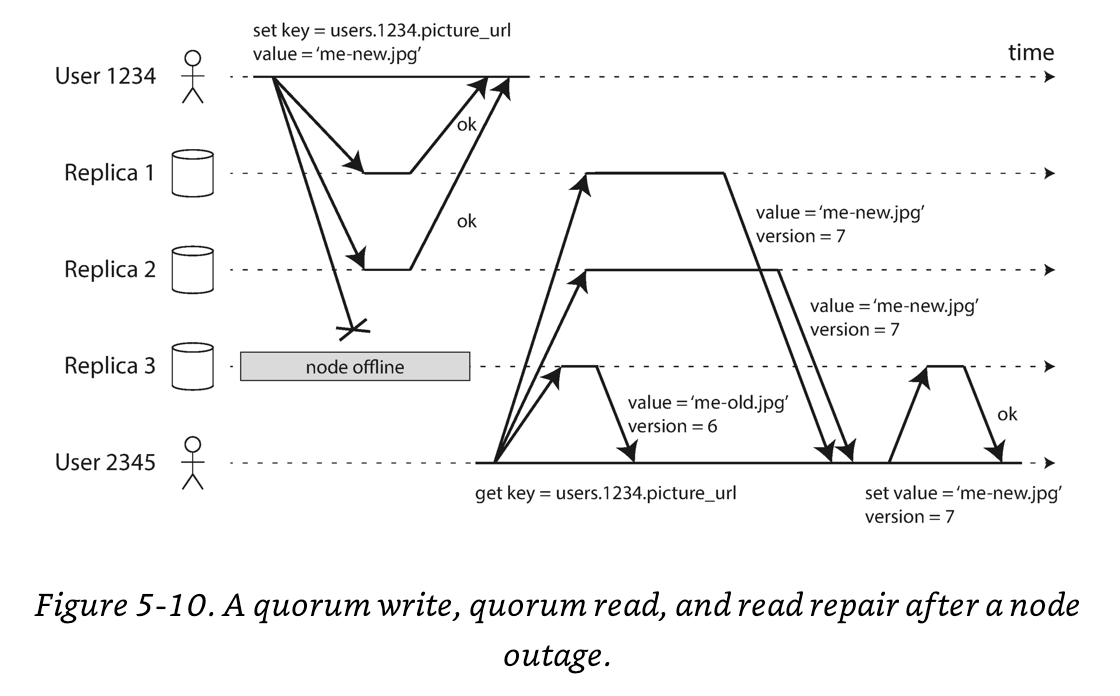 set key = users.1234.picture_url
value = ‘me-new.jpg’
time
User 1234
ok
Replica 1
ok
value = ‘me-new.jpg’
version = 7
Replica 2
value = ‘me-new.jpg’
version = 7
Replica 3
node offline
value = ‘me-old.jpg’
version = 6
ok
User 2345
get key = users.1234.picture_url
set value = ‘me-new.jpg’
version = 7
Figure 5-10. A quorum write, quorum read, and read repair after a node
outage.